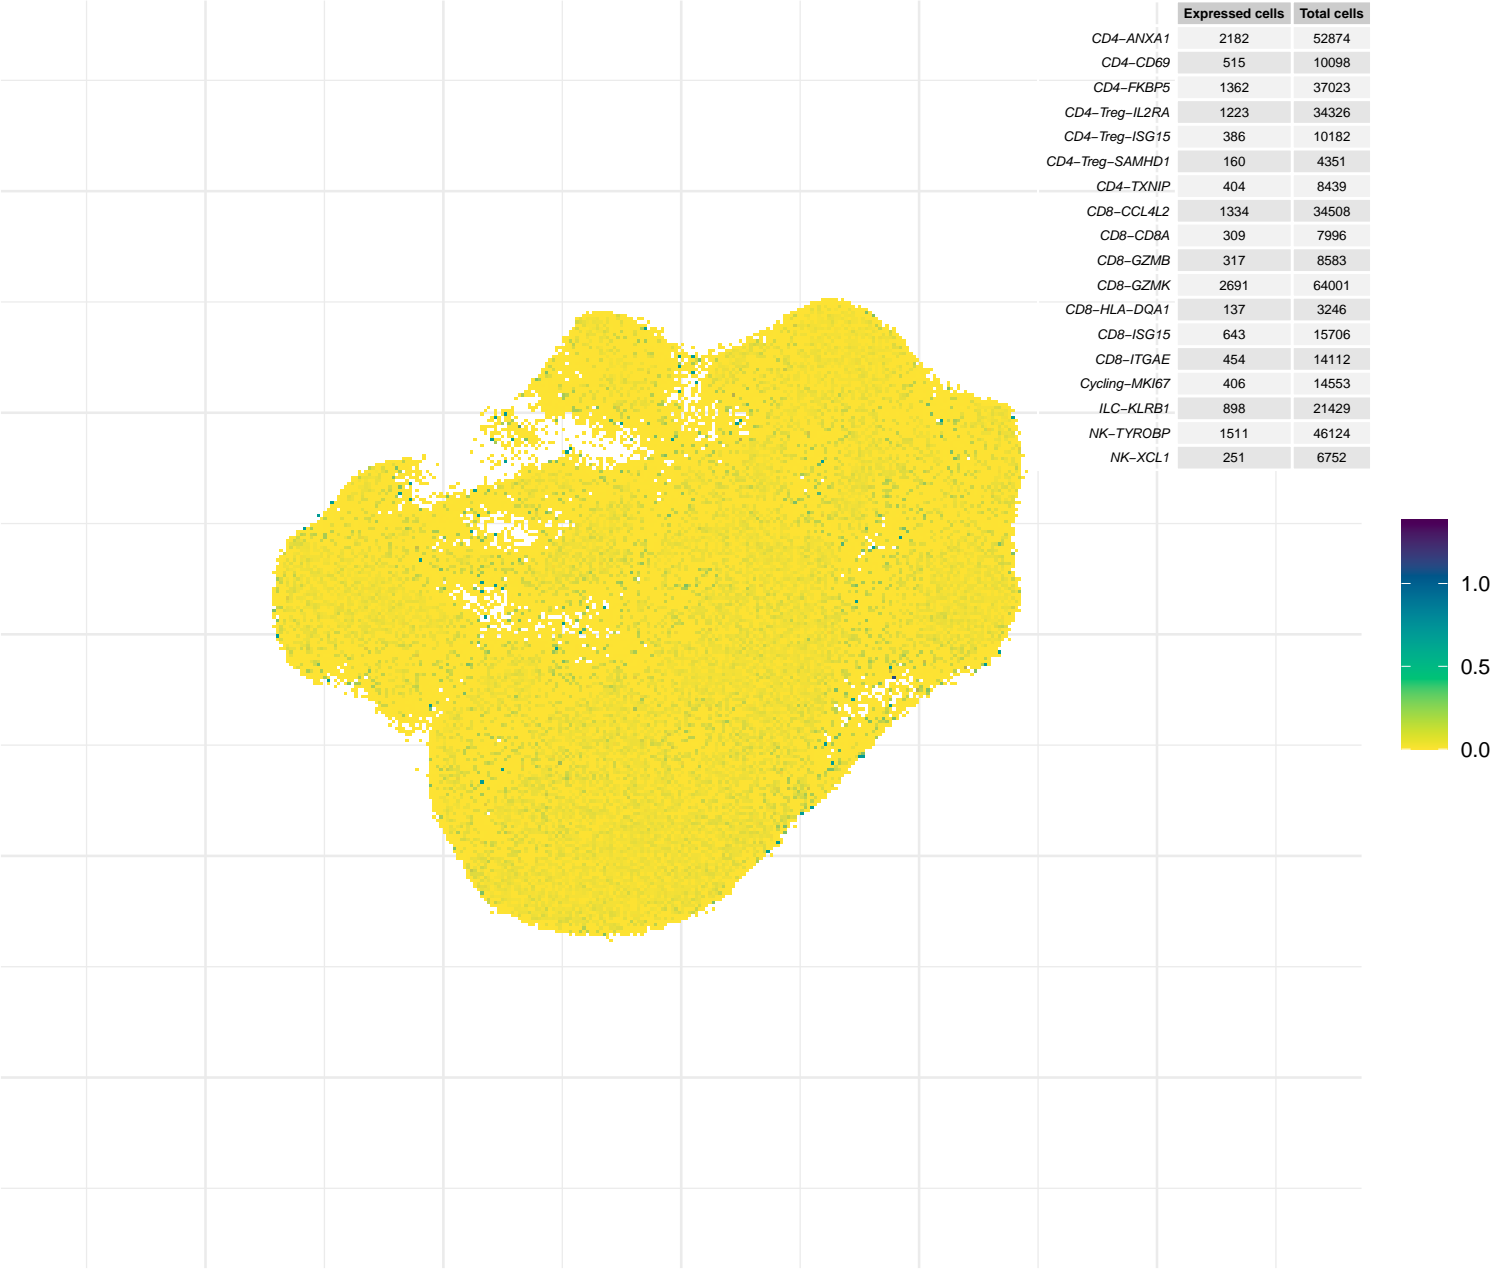 Expressed cells Total cells
CD4−ANXA1 2182 52874
CD4−CD69 515 10098
CD4−FKBP5 1362 37023
CD4−Treg−IL2RA 1223 34326
CD4−Treg−ISG15 386 10182
CD4−Treg−SAMHD1 160 4351
CD4−TXNIP 404 8439
CD8−CCL4L2 1334 34508
CD8−CD8A 309 7996
CD8−GZMB 317 8583
CD8−GZMK 2691 64001
CD8−HLA−DQA1 137 3246
CD8−ISG15 643 15706
CD8−ITGAE 454 14112
Cycling−MKI67 406 14553
ILC−KLRB1 898 21429
NK−TYROBP 1511 46124
NK−XCL1 251 6752
1.0
0.5
0.0